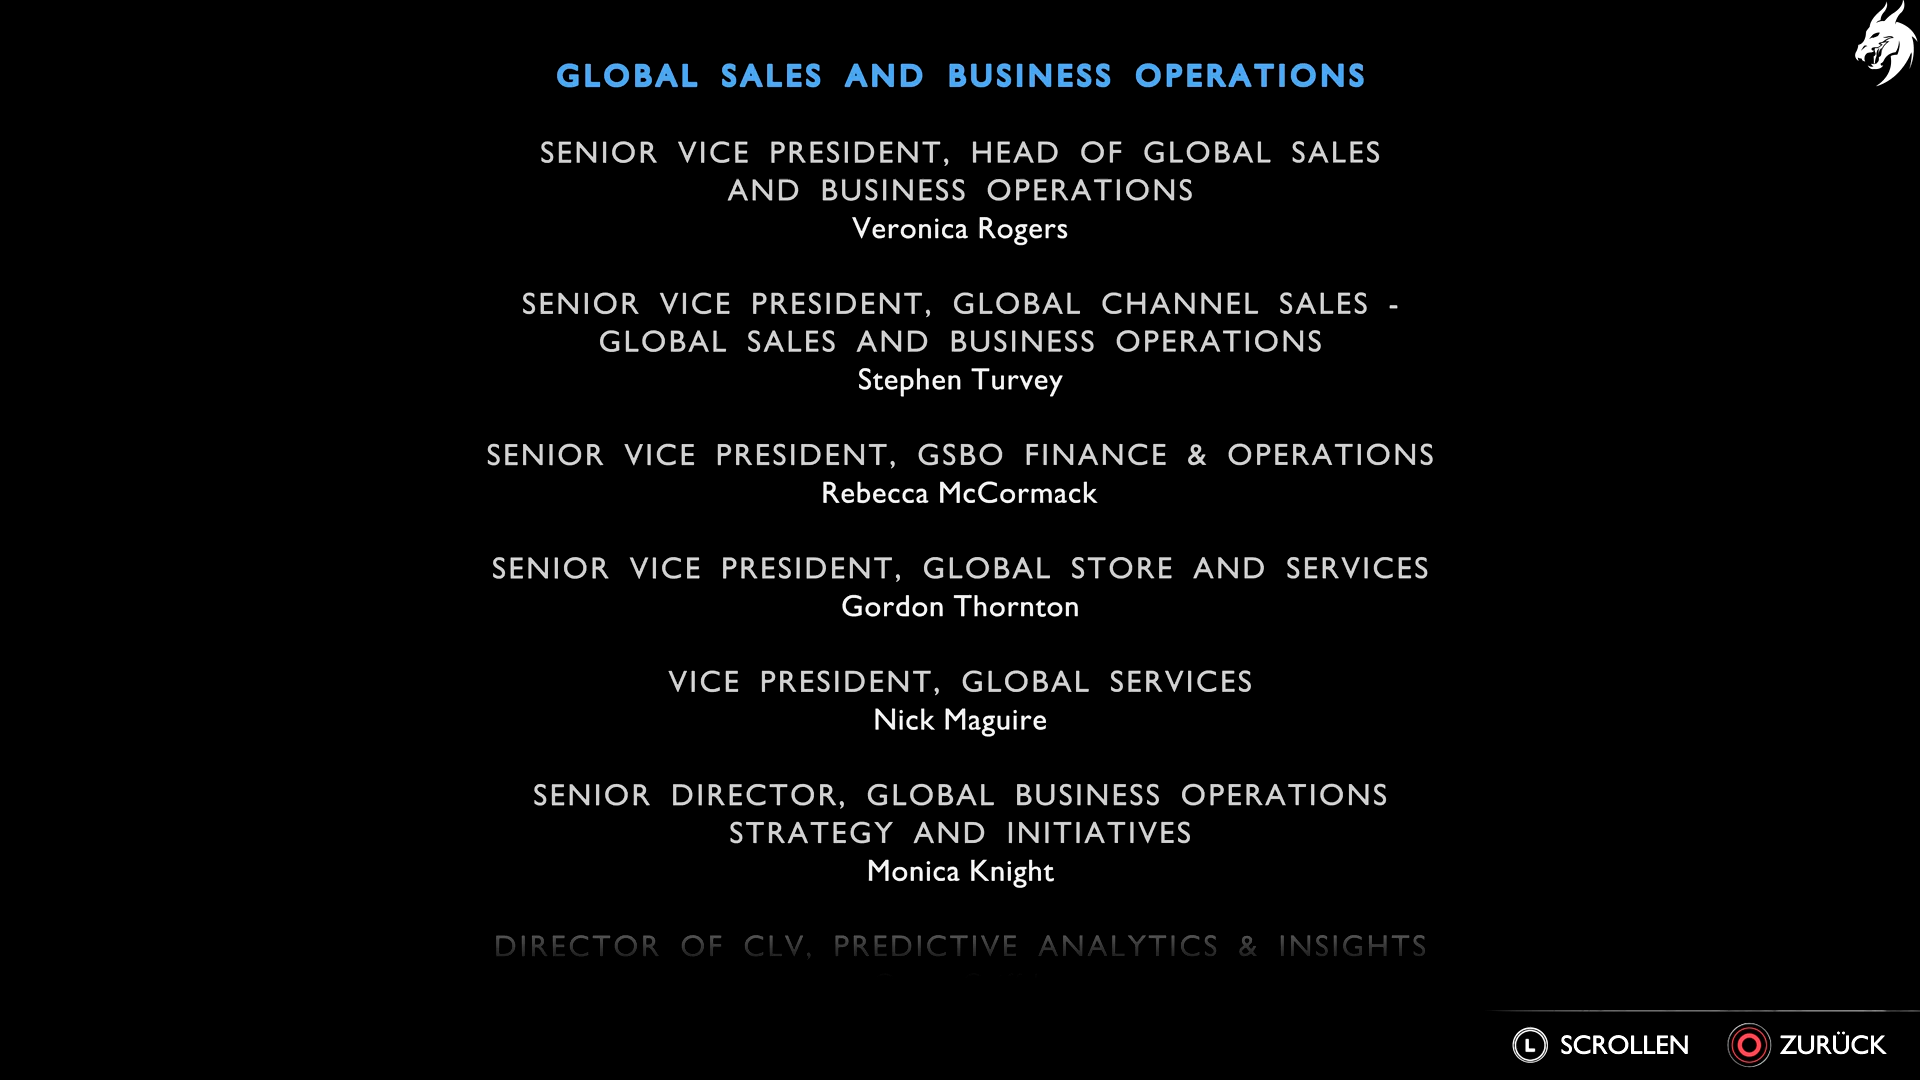 GLOBAL SALES AND BUSINESS OPERATIONS
SENIOR VICE PRESIDENT, HEAD OF GLOBAL SALES
AND BUSINESS OPERATIONS
Veronica Rogers
SENIOR VICE PRESIDENT, GLOBAL CHANNEL SALES -
GLOBAL SALES AND BUSINESS OPERATIONS
Stephen Turvey
SENIOR VICE PRESIDENT, GSBO FINANCE & OPERATIONS
Rebecca McCormack
SENIOR VICE PRESIDENT, GLOBAL STORE AND SERVICES
Gordon Thornton
VICE PRESIDENT, GLOBAL SERVICES
Nick Maguire
SENIOR DIRECTOR, GLOBAL BUSINESS OPERATIONS
STRATEGY AND INITIATIVES
Monica Knight
DIRECTOR OF CLV, PREDICTIVE ANALYTICS & INSIGHTS
L SCROLLEN ZURÜCK